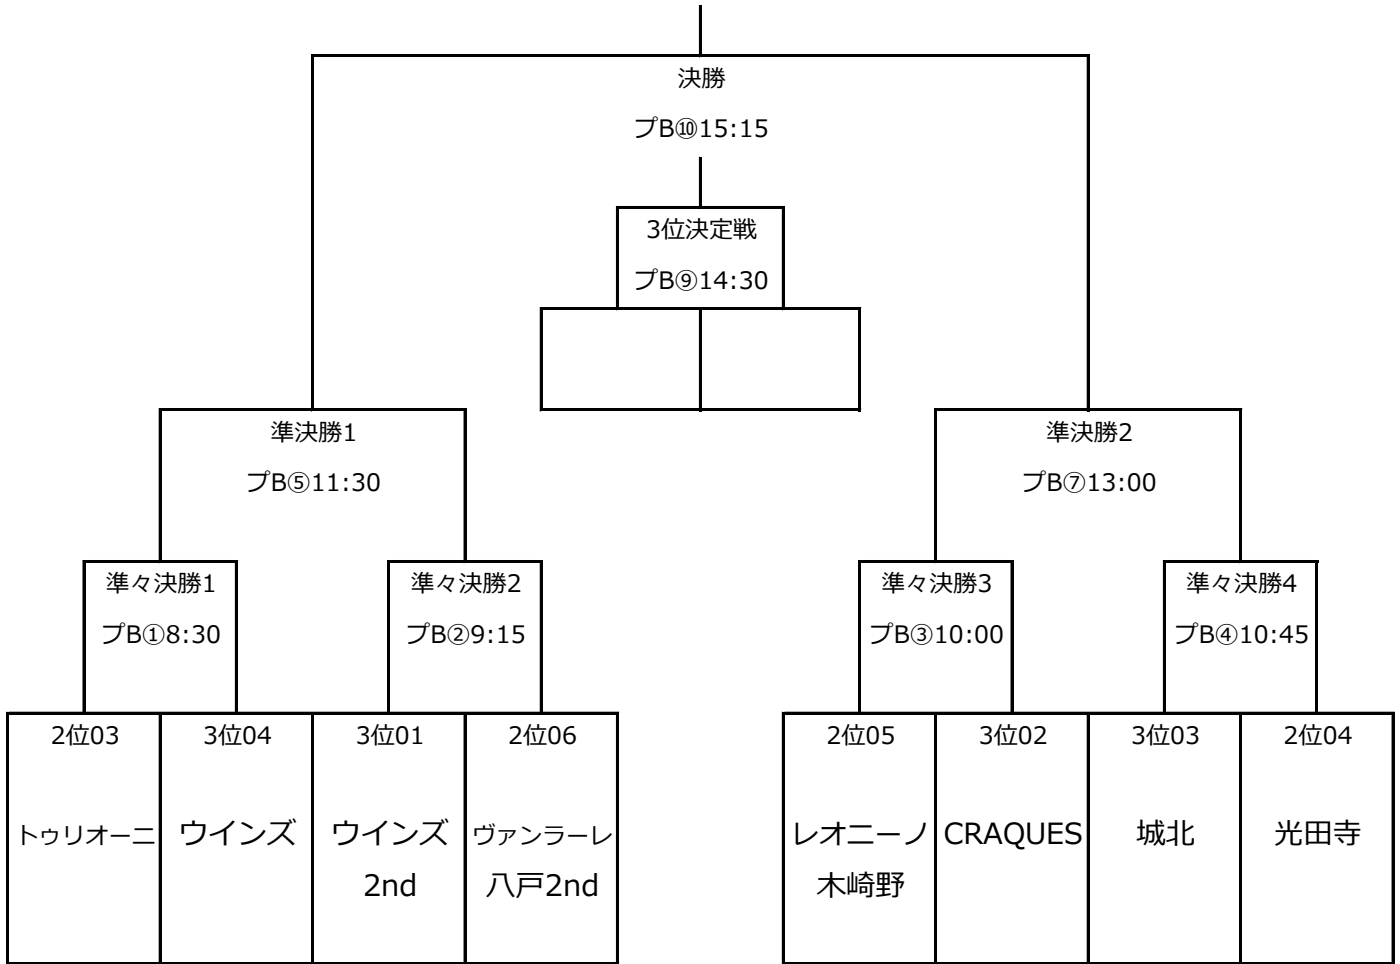 決勝
プB⑩15:15
3位決定戦
プB⑨14:30
準決勝1
プB⑤11:30
準決勝2
プB⑦13:00
準々決勝1
プB①8:30
準々決勝2
プB②9:15
準々決勝3
プB③10:00
準々決勝4
プB④10:45
2位03
トゥリオーニ
3位04
ウインズ
3位01
ウインズ
2nd
2位06
ヴァンラーレ
八戸2nd
2位05
レオニーノ
木崎野
3位02
CRAQUES
3位03
城北
2位04
光田寺